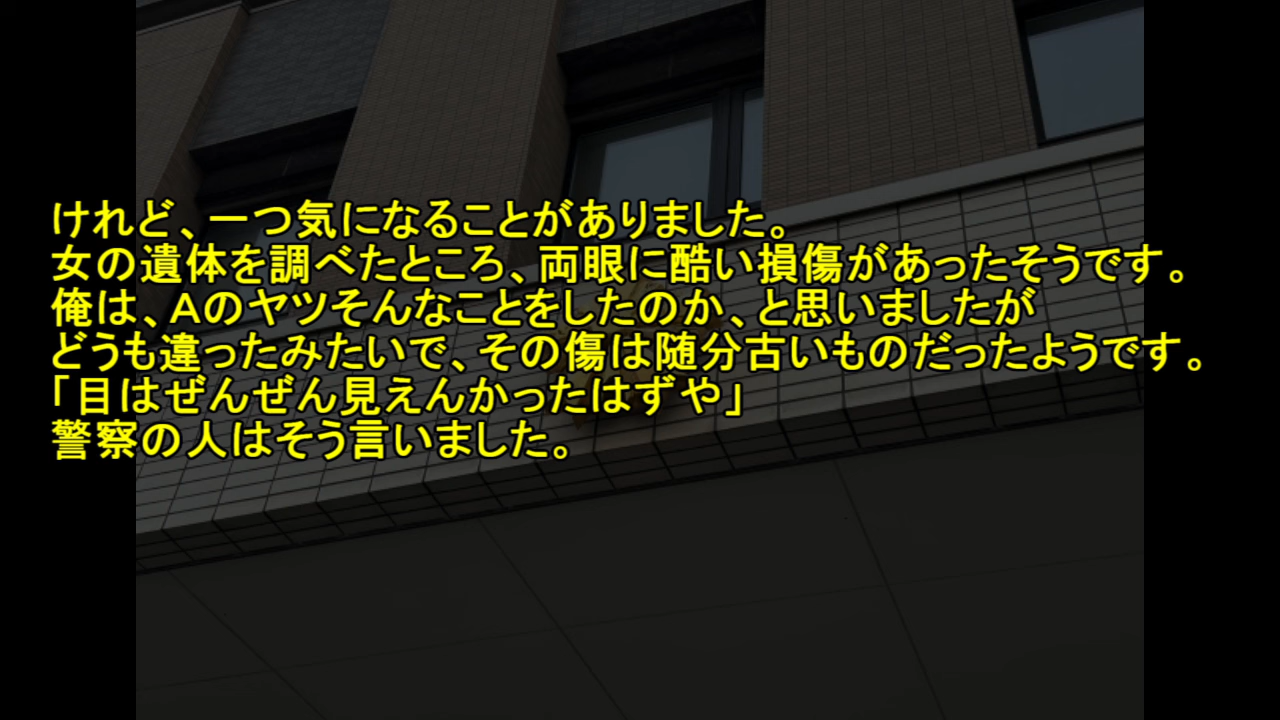 けれど、一つ気になることがありました。
女の遺体を調べたところ、両眼に酷い損傷があったそうです。
俺は、Aのヤツそんなことをしたのか、と思いましたが
どうも違ったみたいで、その傷は随分古いものだったようです。
「目はぜんぜん見えんかったはずや」
警察の人はそう言いました。